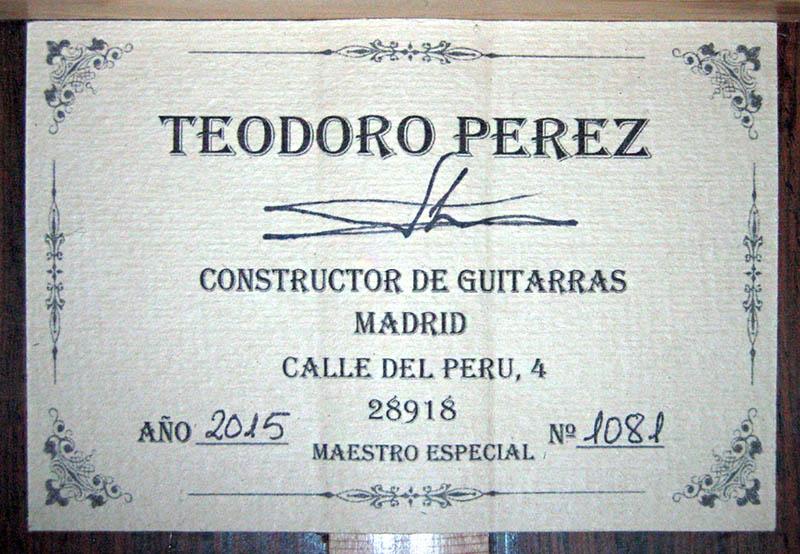 TEODORO PEREZ
CONSTRUCTOR DE GUITARRAS
MADRID
CALLE DEL PERU, 4
28918
AÑO 2015
MAESTRO ESPECIAL
Nº 1081